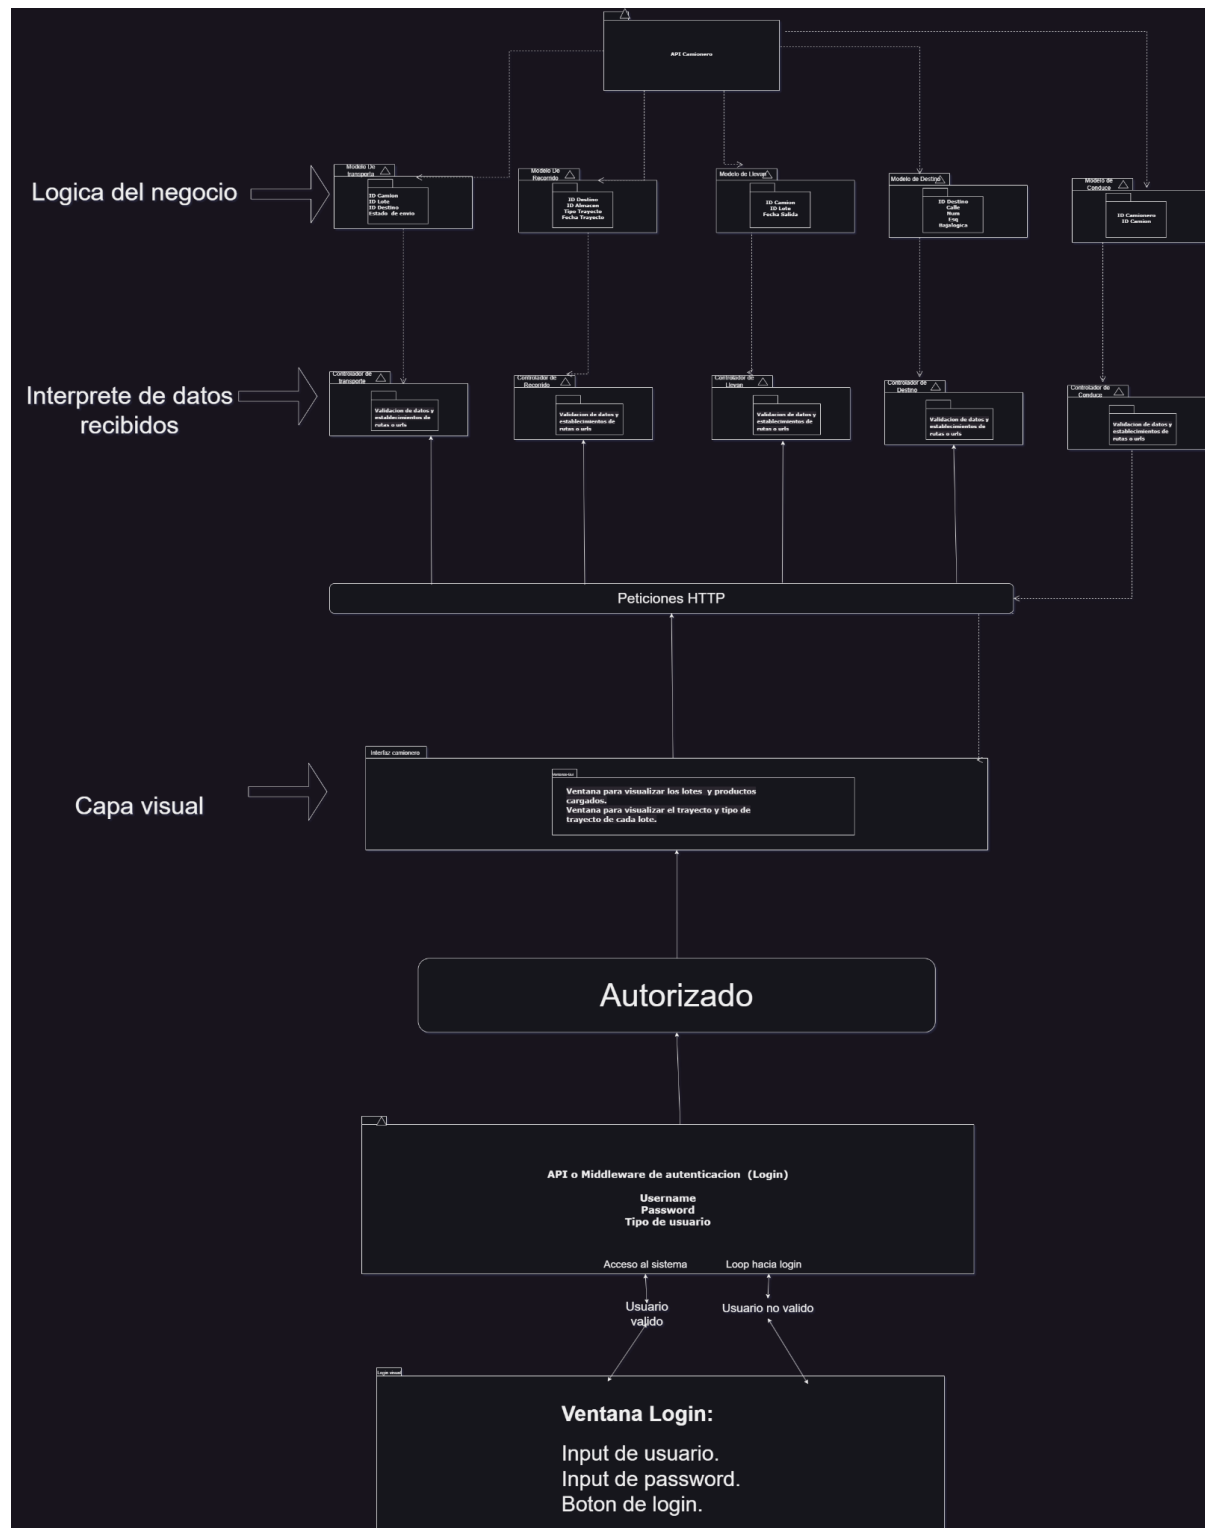 API Camionero
Logica del negocio
Modelo De
transporta
ID Camion
ID Lote
ID Destino
Estado de envio
Modelo De
Recorrido
ID Destino
ID Almacen
Tipo Trayecto
Fecha Trayecto
Modelo de Llevan
ID Camion
ID Lote
Fecha Salida
Modelo de Destino
ID Destino
Calle
Num
Esq
Bajalogica
Modelo de
Conduce
ID Camionero
ID Camion
Interprete de datos
recibidos
Controlador de
transporte
Validacion de datos y
establecimientos de
rutas o urls
Controlador de
Recorrido
Validacion de datos y
establecimientos de
rutas o urls
Controlador de
Llevan
Validacion de datos y
establecimientos de
rutas o urls
Controlador de
Destino
Validacion de datos y
establecimientos de
rutas o urls
Controlador de
Conduce
Validacion de datos y
establecimientos de
rutas o urls
Peticiones HTTP
Capa visual
Interfaz camionero
Ventana para visualizar los lotes y productos
cargados.
Ventana para visualizar el trayecto y tipo de
trayecto de cada lote.
Autorizado
API o Middleware de autenticacion (Login)
Username
Password
Tipo de usuario
Acceso al sistema
Loop hacia login
Usuario
valido
Usuario no valido
Login visual
Ventana Login:
Input de usuario.
Input de password.
Boton de login.